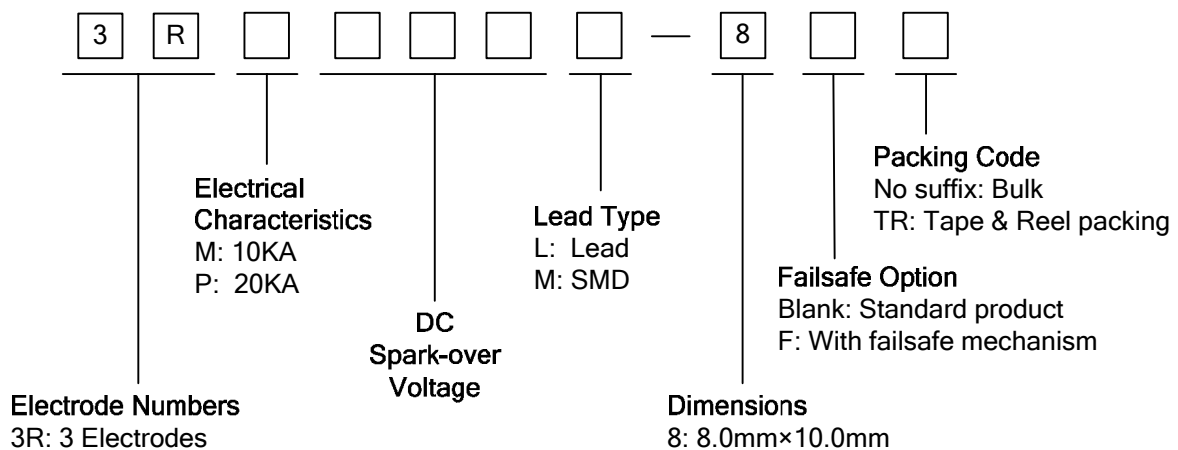 3 R — 8
Packing Code
No suffix: Bulk
TR: Tape & Reel packing
Electrical
Characteristics
M: 10KA
P: 20KA
Lead Type
L: Lead
M: SMD
Failsafe Option
Blank: Standard product
F: With failsafe mechanism
DC
Spark-over
Voltage
Electrode Numbers
3R: 3 Electrodes
Dimensions
8: 8.0mm×10.0mm